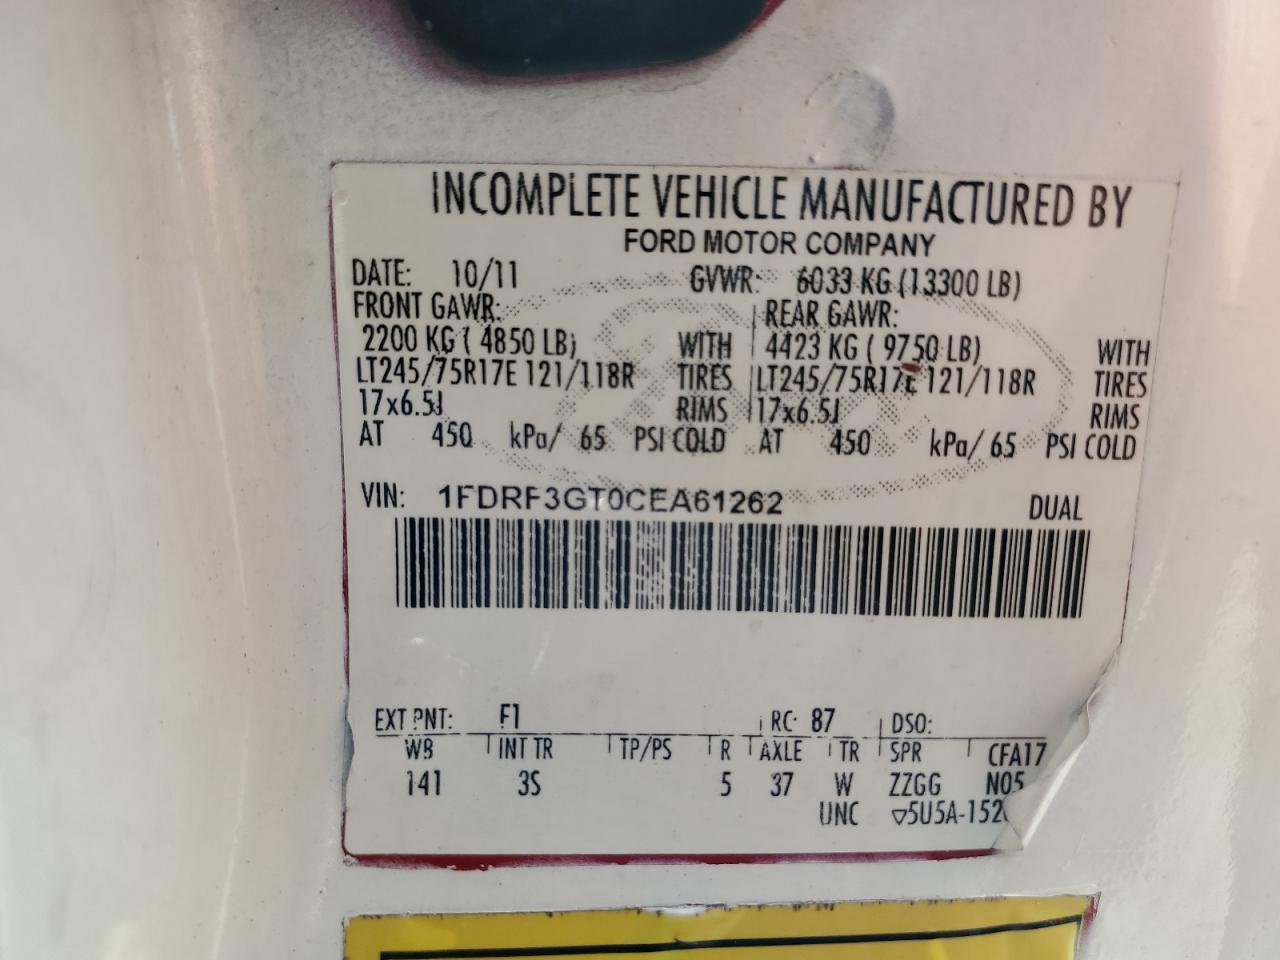 INCOMPLETE VEHICLE MANUFACTURED BY
FORD MOTOR COMPANY
DATE: 10/11 GVWR: 6033 KG (13300 LB)
FRONT GAWR: REAR GAWR:
2200 KG ( 4850 LB) WITH 4423 KG ( 9750 LB) WITH
LT245/75R17E 121/118R TIRES LT245/75R17E 121/118R TIRES
17x6.5J RIMS 17x6.5J RIMS
AT 450 kPa/ 65 PSI COLD AT 450 kPa/ 65 PSI COLD
VIN: 1FDRF3GT0CEA61262 DUAL
EXT PNT: F1 RC: 87 DSO:
WB INT TR TP/PS R AXLE TR SPR CFA17
141 3S 5 37 W ZZGG N05
UNC ▽5U5A-152